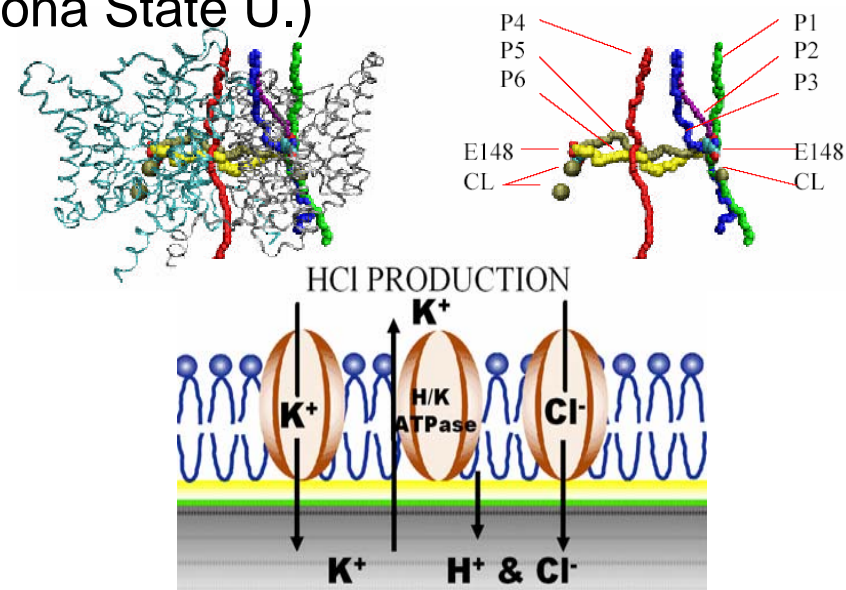 ona State U.)
P4
P5
P6
P1
P2
P3
E148
CL
E148
CL
HCl PRODUCTION
K⁺
K⁺
H/K
ATPase
Cl⁻
K⁺
H⁺ & Cl⁻